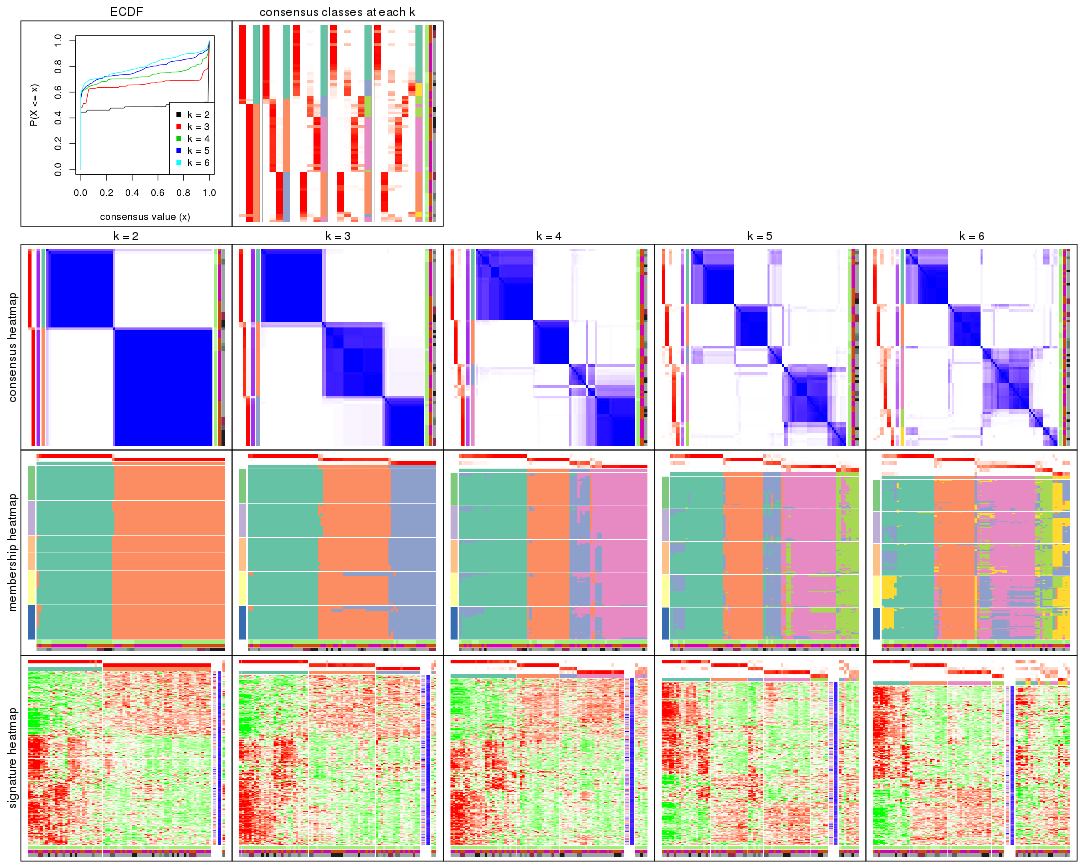 ECDF
consensus classes at each k
P(X <= x)
0.0 0.2 0.4 0.6 0.8 1.0
k = 2
k = 3
k = 4
k = 5
k = 6
0.0 0.2 0.4 0.6 0.8 1.0
consensus value (x)
k = 2 k = 3 k = 4 k = 5 k = 6
consensus heatmap
membership heatmap
signature heatmap